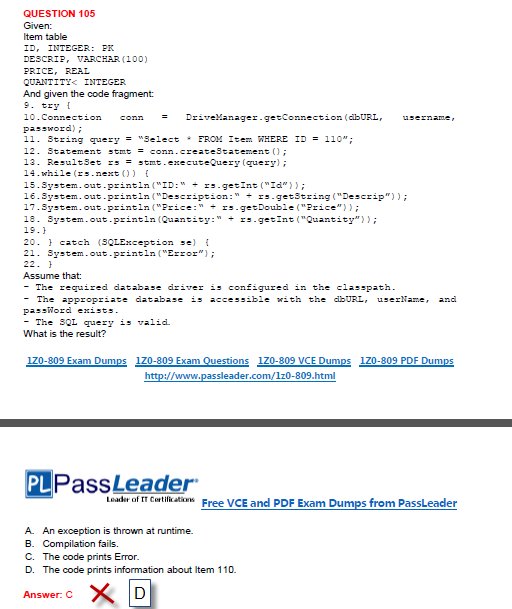 QUESTION 105
Given:
Item table
ID, INTEGER: PK
DESCRIP, VARCHAR(100)
PRICE, REAL
QUANTITY< INTEGER
And given the code fragment:
9. try {
10.Connection conn = DriveManager.getConnection(dbURL, username,
password);
11. String query = "Select * FROM Item WHERE ID = 110";
12. Statement stmt = conn.createStatement();
13. ResultSet rs = stmt.executeQuery(query);
14.while(rs.next()) {
15.System.out.println("ID:" + rs.getInt("Id"));
16.System.out.println("Description:" + rs.getString("Descrip"));
17.System.out.println("Price:" + rs.getDouble("Price"));
18. System.out.println(Quantity:" + rs.getInt("Quantity"));
19.}
20. } catch (SQLException se) {
21. System.out.println("Error");
22. }
Assume that:
- The required database driver is configured in the classpath.
- The appropriate database is accessible with the dbURL, userName, and
passWord exists.
- The SQL query is valid.
What is the result?
1Z0-809 Exam Dumps 1Z0-809 Exam Questions 1Z0-809 VCE Dumps 1Z0-809 PDF Dumps
http://www.passleader.com/1z0-809.html
PL PassLeader
Leader of IT Certifications
Free VCE and PDF Exam Dumps from PassLeader
A. An exception is thrown at runtime.
B. Compilation fails.
C. The code prints Error.
D. The code prints information about Item 110.
Answer: C D